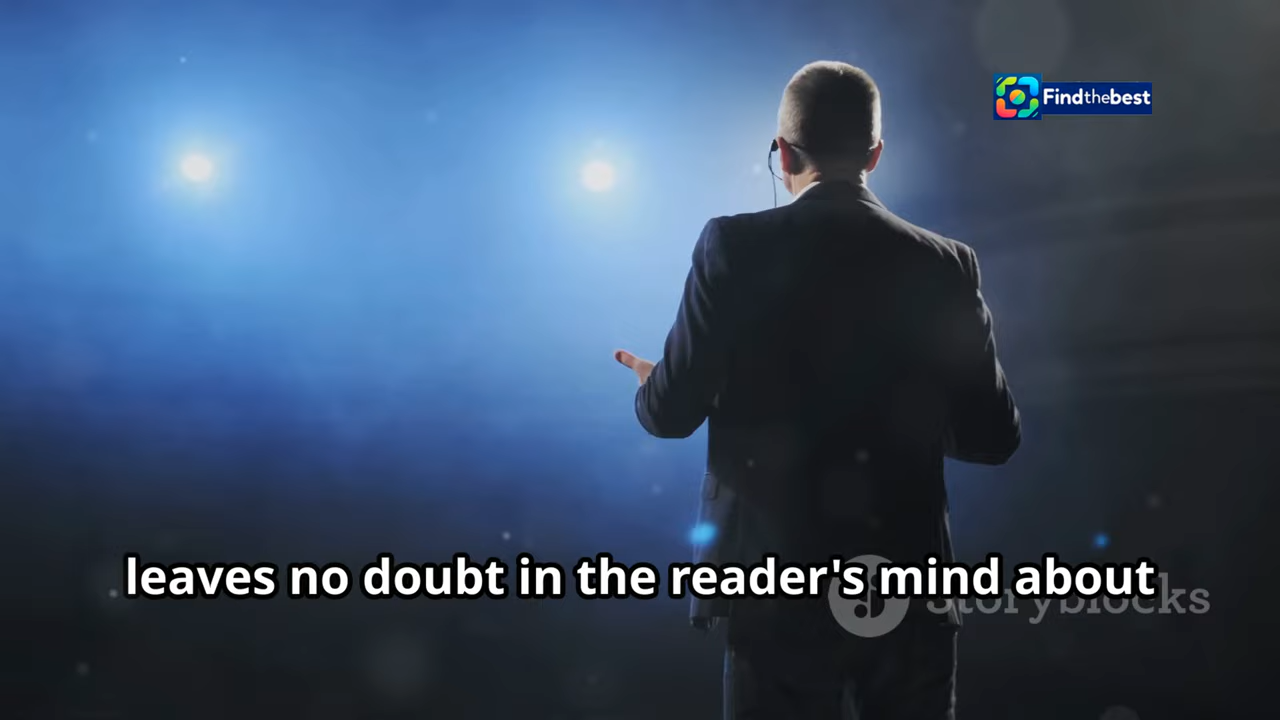 Findthebest
leaves no doubt in the reader's mind about
Storyblocks